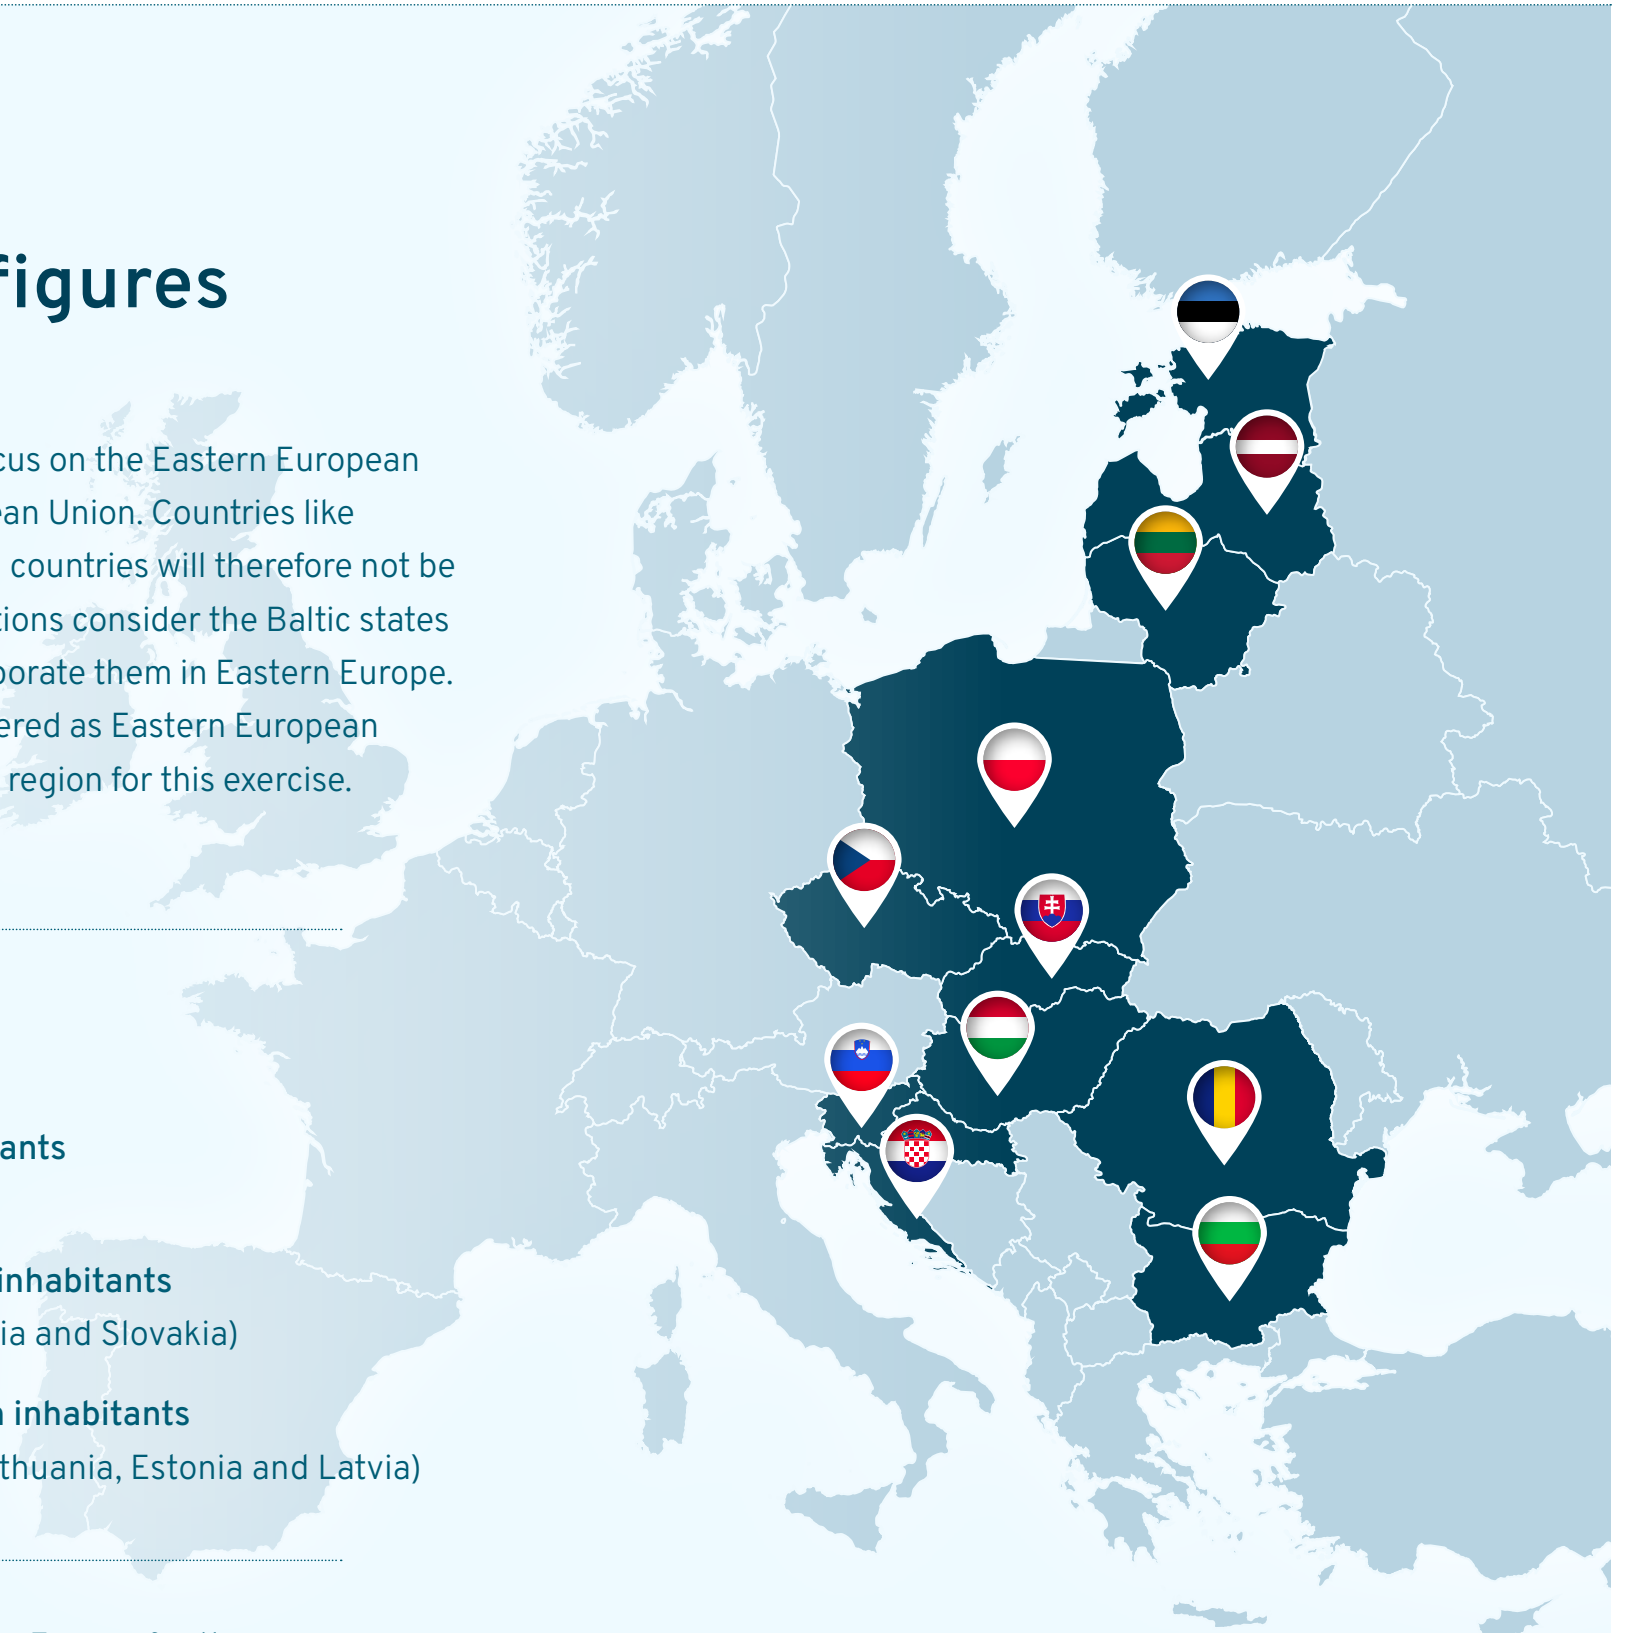 figures
cus on the Eastern European
ean Union. Countries like
countries will therefore not be
tions consider the Baltic states
porate them in Eastern Europe.
ered as Eastern European
region for this exercise.
ants
inhabitants
ia and Slovakia)
inhabitants
thuania, Estonia and Latvia)